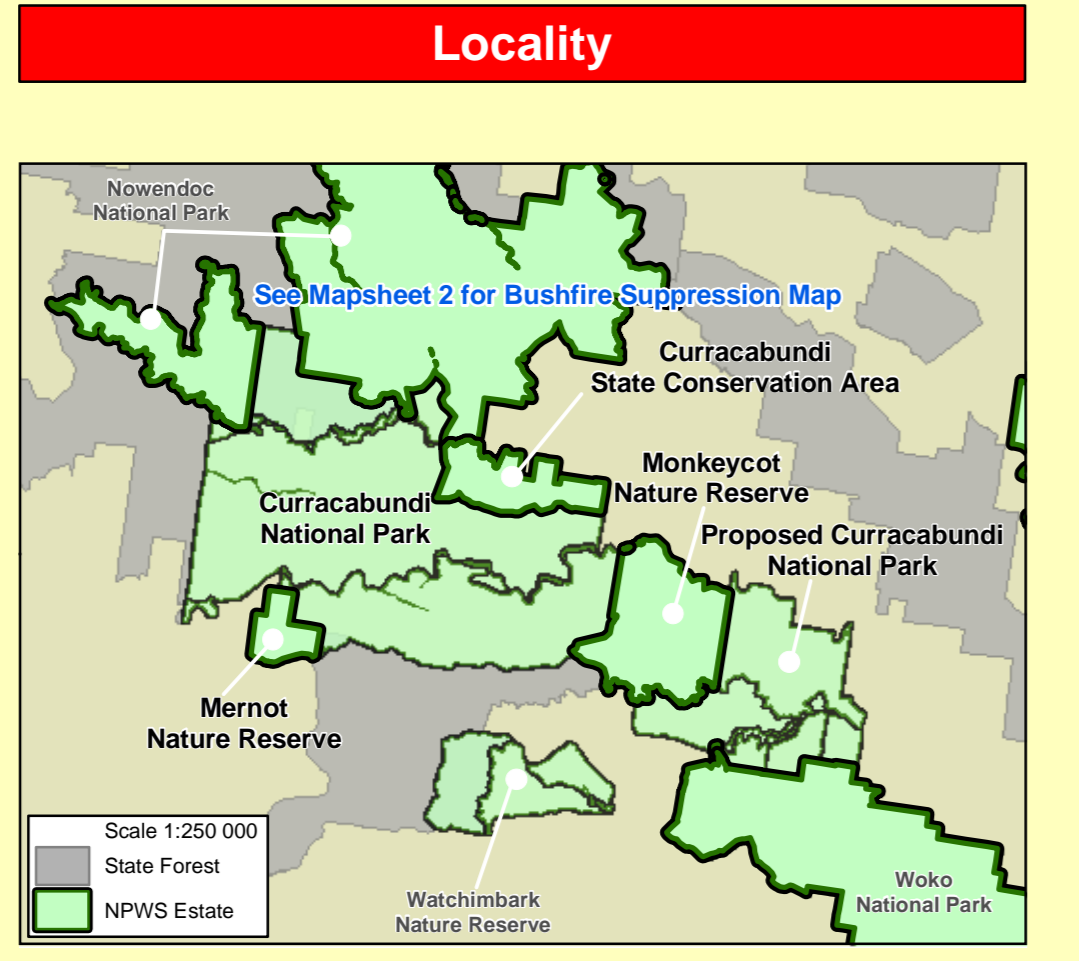 Locality
Nowendoc
National Park
See Mapsheet 2 for Bushfire Suppression Map
Curracabundi
State Conservation Area
Monkeycot
Nature Reserve
Curracabundi
National Park
Proposed Curracabundi
National Park
Mernot
Nature Reserve
Scale 1:250 000
State Forest
NPWS Estate
Watchimbark
Nature Reserve
Woko
National Park